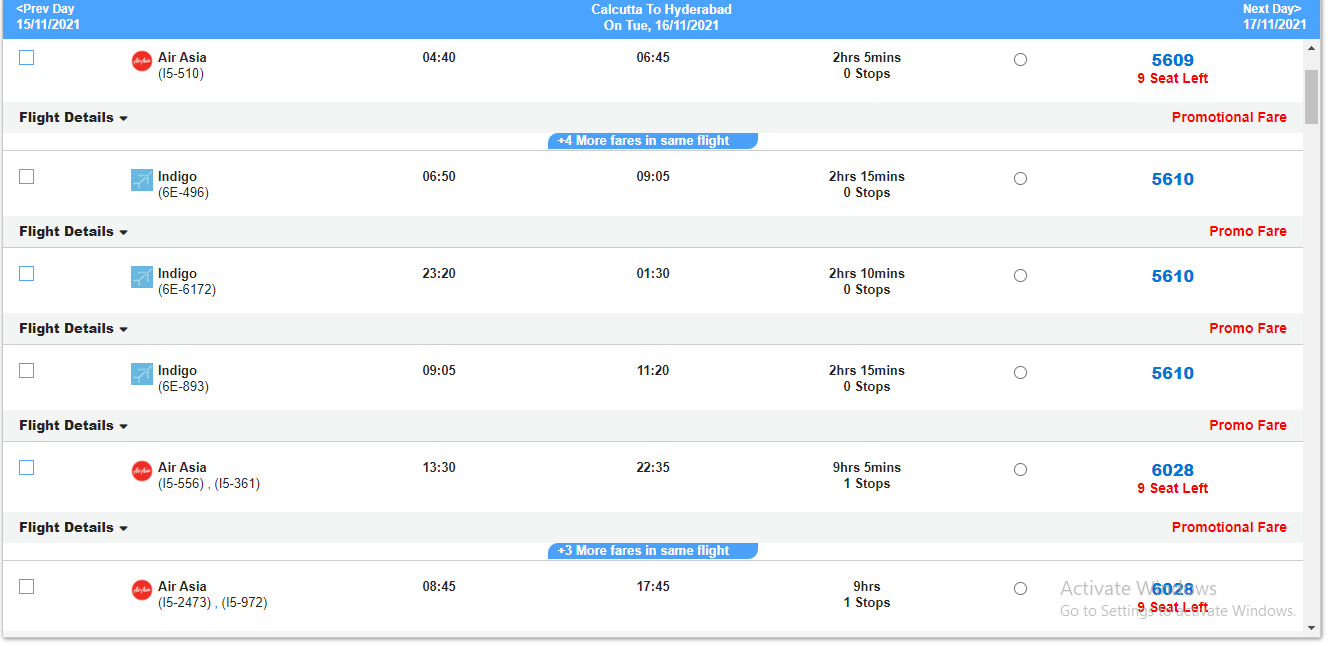 <Prev Day
15/11/2021
Calcutta To Hyderabad
On Tue, 16/11/2021
Next Day>
17/11/2021
Air Asia 04:40 06:45 2hrs 5mins 5609
(I5-510) 0 Stops 9 Seat Left
Flight Details Promotional Fare
+4 More fares in same flight
Indigo 06:50 09:05 2hrs 15mins 5610
(6E-496) 0 Stops
Flight Details Promo Fare
Indigo 23:20 01:30 2hrs 10mins 5610
(6E-6172) 0 Stops
Flight Details Promo Fare
Indigo 09:05 11:20 2hrs 15mins 5610
(6E-893) 0 Stops
Flight Details Promo Fare
Air Asia 13:30 22:35 9hrs 5mins 6028
(I5-556) , (I5-361) 1 Stops 9 Seat Left
Flight Details Promotional Fare
+3 More fares in same flight
Air Asia 08:45 17:45 9hrs 6028
(I5-2473) , (I5-972) 1 Stops 9 Seat Left
Activate Windows
Go to Settings to activate Windows.